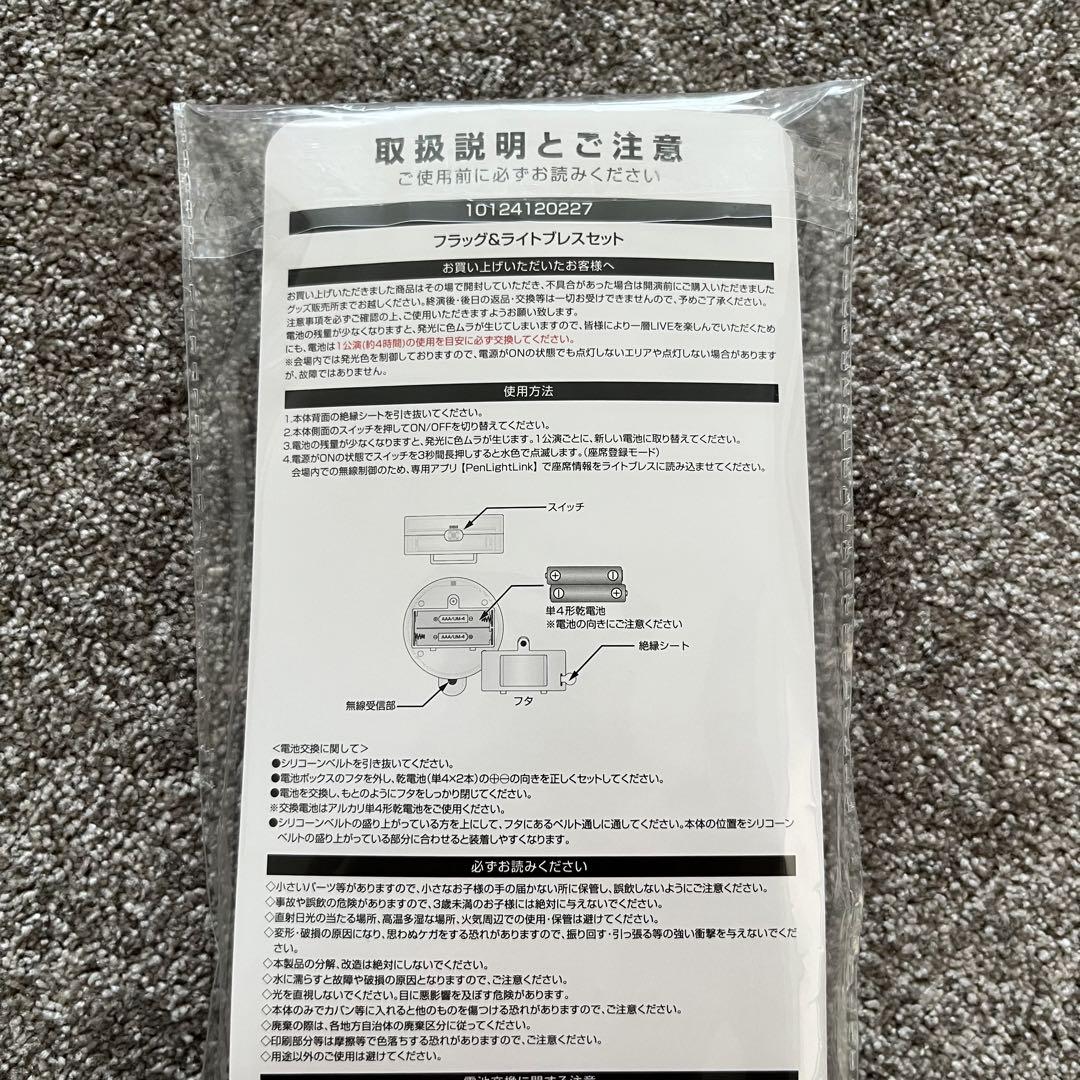 取扱説明とご注意
ご使用前に必ずお読みください
10124120227
フラッグ&ライトブレスセット
お買い上げいただいたお客様へ
お買い上げいただきました商品はその場で開封していただき、不具合があった場合は開演前にご購入いただきました
グッズ販売所までお越しください。終演後・後日の返品・交換等は一切お受けできませんので、予めご了承ください。
注意事項を必ずご確認の上、ご使用いただきますようお願い致します。
電池の残量が少なくなりますと、発光に色ムラが生じてしまいますので、皆様により一層LIVEを楽しんでいただくため
にも、電池は1公演(約4時間)の使用を目安に必ず交換してください。
※会場内では発光色を制御しておりますので、電源がONの状態でも点灯しないエリアや点灯しない場合があります
が、故障ではありません。
使用方法
1.本体背面の絶縁シートを引き抜いてください。
2.本体側面のスイッチを押してON/OFFを切り替えてください。
3.電池の残量が少なくなりますと、発光に色ムラが生じます。1公演ごとに、新しい電池に取り替えてください。
4.電源がONの状態でスイッチを3秒間長押しすると水色で点滅します。(座席登録モード)
会場内での無線制御のため、専用アプリ【PenLightLink】で座席情報をライトブレスに読み込ませてください。
スイッチ
⊕ ⊖
⊖ ⊕
単4形乾電池
※電池の向きにご注意ください
⊕ AAA/UM-4 ⊖
⊖ AAA/UM-4 ⊕
絶縁シート
無線受信部
フタ
<電池交換に関して>
●シリコーンベルトを引き抜いてください。
●電池ボックスのフタを外し、乾電池(単4×2本)の⊕⊖の向きを正しくセットしてください。
●電池を交換し、もとのようにフタをしっかり閉じてください。
※交換電池はアルカリ単4形乾電池をご使用ください。
●シリコーンベルトの盛り上がっている方を上にして、フタにあるベルト通しに通してください。本体の位置をシリコーン
ベルトの盛り上がっている部分に合わせると装着しやすくなります。
必ずお読みください
◇小さいパーツ等がありますので、小さなお子様の手の届かない所に保管し、誤飲しないようにご注意ください。
◇事故や誤飲の危険がありますので、3歳未満のお子様には絶対に与えないでください。
◇直射日光の当たる場所、高温多湿な場所、火気周辺での使用・保管は避けてください。
◇変形・破損の原因になり、思わぬケガをする恐れがありますので、振り回す・引っ張る等の強い衝撃を与えないでくだ
さい。
◇本製品の分解、改造は絶対にしないでください。
◇水に濡らすと故障や破損の原因となりますので、ご注意ください。
◇光を直視しないでください。目に悪影響を及ぼす危険があります。
◇本体のみでカバン等に入れると他のものを傷つける恐れがありますので、ご注意ください。
◇廃棄の際は、各地方自治体の廃棄区分に従ってください。
◇印刷部分等は摩擦等で色落ちする恐れがありますので、ご注意ください。
◇用途以外のご使用は避けてください。
電池交換に関する注意